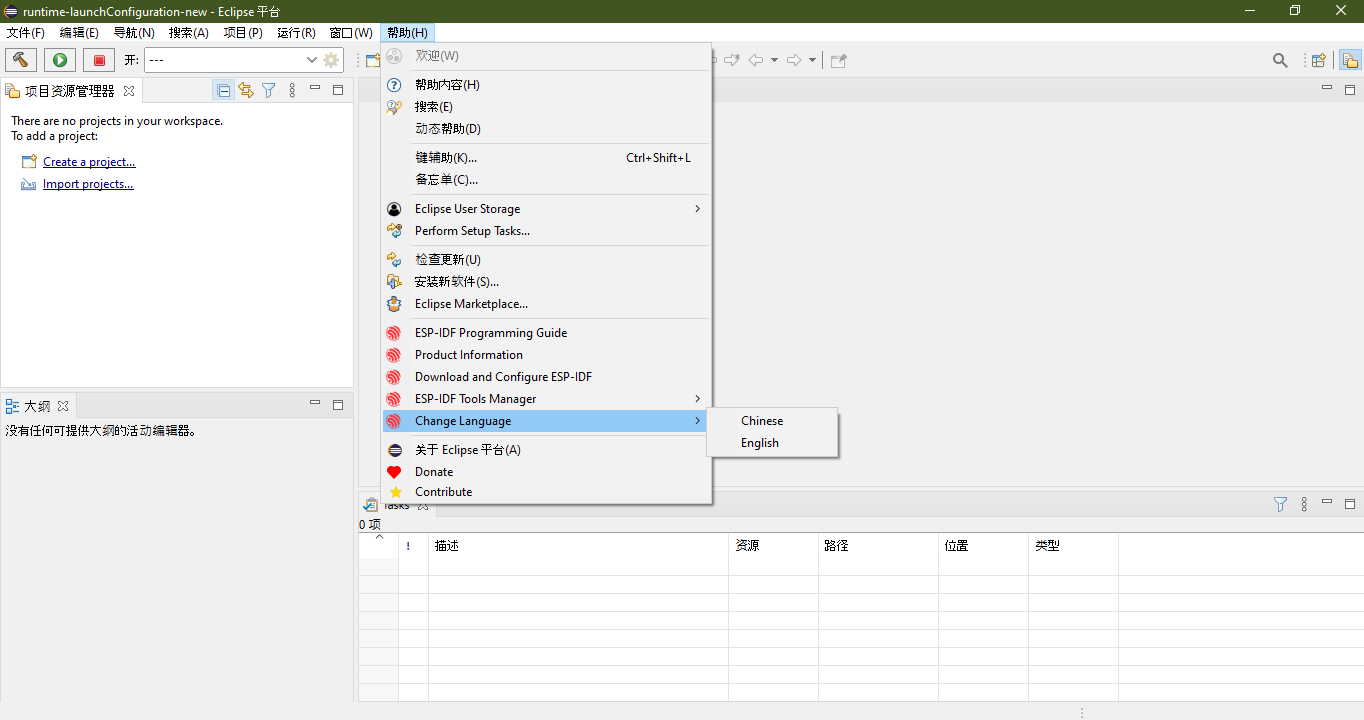 runtime-launchConfiguration-new - Eclipse 平台
文件(F) 编辑(E) 导航(N) 搜索(A) 项目(P) 运行(R) 窗口(W) 帮助(H)
开: ---
项目资源管理器
There are no projects in your workspace.
To add a project:
Create a project...
Import projects...
大纲
没有任何可提供大纲的活动编辑器。
欢迎(W)
帮助内容(H)
搜索(E)
动态帮助(D)
键辅助(K)... Ctrl+Shift+L
备忘单(C)...
Eclipse User Storage
Perform Setup Tasks...
检查更新(U)
安装新软件(S)...
Eclipse Marketplace...
ESP-IDF Programming Guide
Product Information
Download and Configure ESP-IDF
ESP-IDF Tools Manager
Change Language
Chinese
English
关于 Eclipse 平台(A)
Donate
Contribute
Tasks
0 项
! 描述 资源 路径 位置 类型